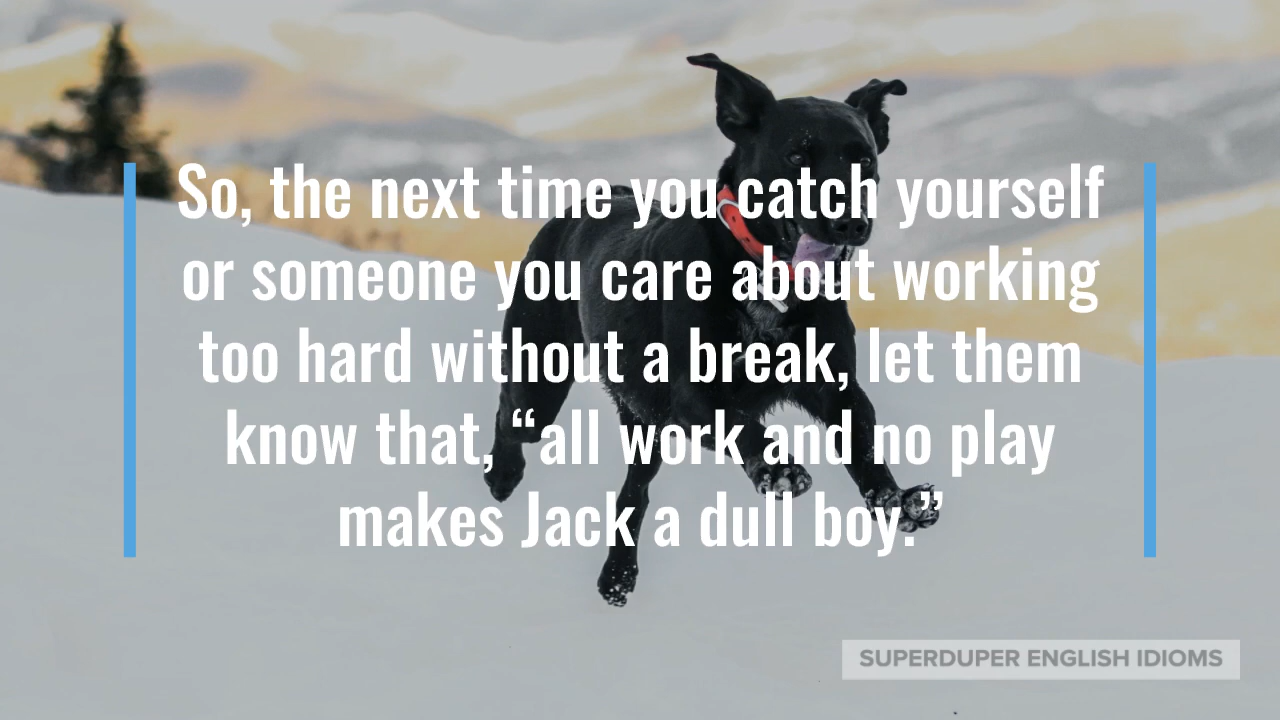 So, the next time you catch yourself
or someone you care about working
too hard without a break, let them
know that, “all work and no play
makes Jack a dull boy.”
SUPERDUPER ENGLISH IDIOMS